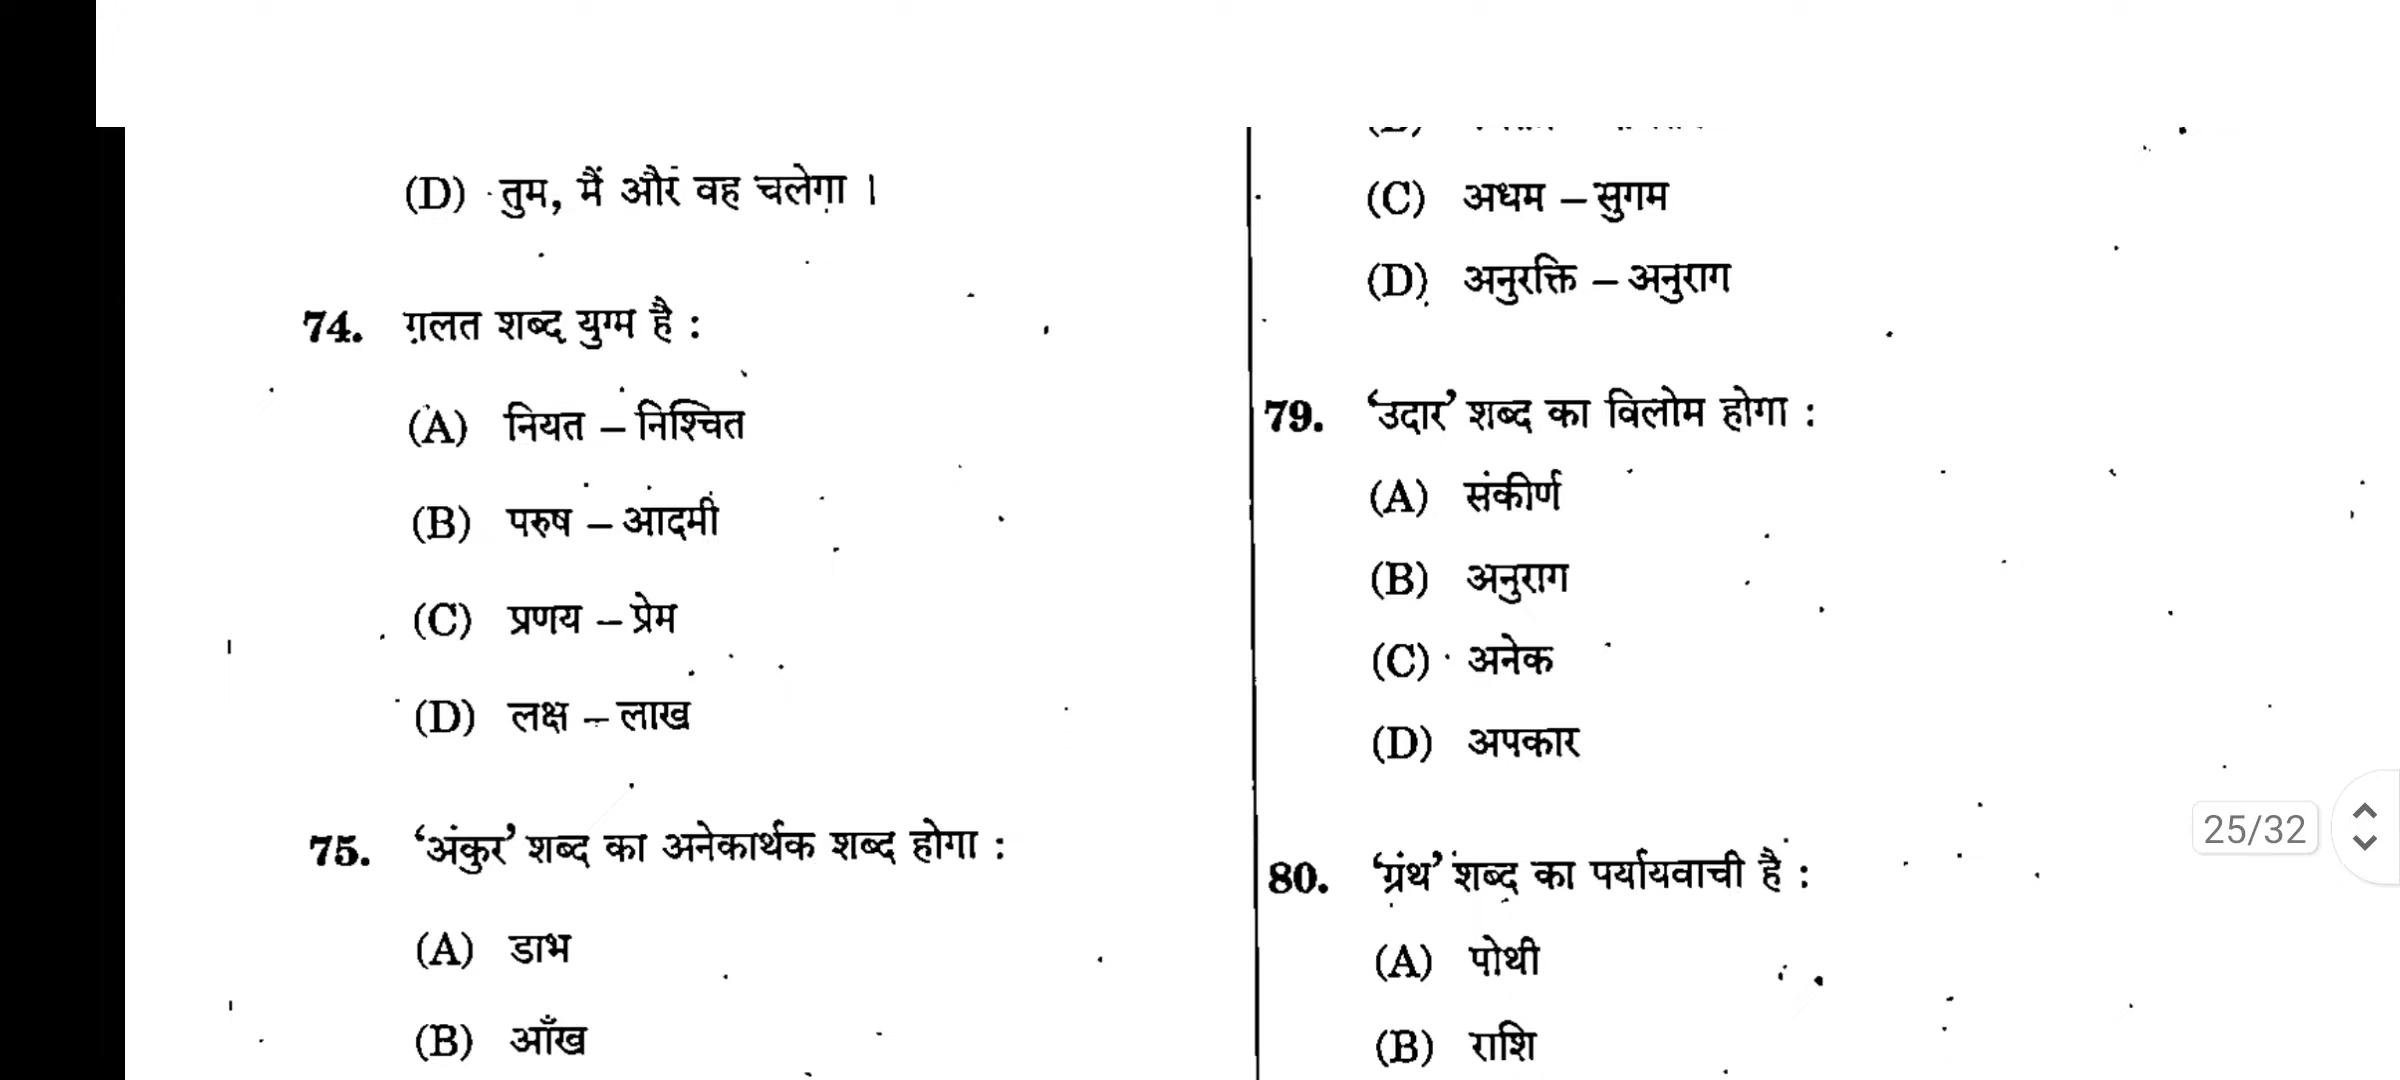 (D) तुम, मैं और वह चलेगा ।
74. ग़लत शब्द युग्म है :
(A) नियत – निश्चित
(B) परुष – आदमी
(C) प्रणय – प्रेम
(D) लक्ष – लाख
75. ‘अंकुर’ शब्द का अनेकार्थक शब्द होगा :
(A) डाभ
(B) आँख
(C) अधम – सुगम
(D) अनुरक्ति – अनुराग
79. ‘उदार’ शब्द का विलोम होगा :
(A) संकीर्ण
(B) अनुराग
(C) अनेक
(D) अपकार
80. ‘ग्रंथ’ शब्द का पर्यायवाची है :
(A) पोथी
(B) राशि
25/32